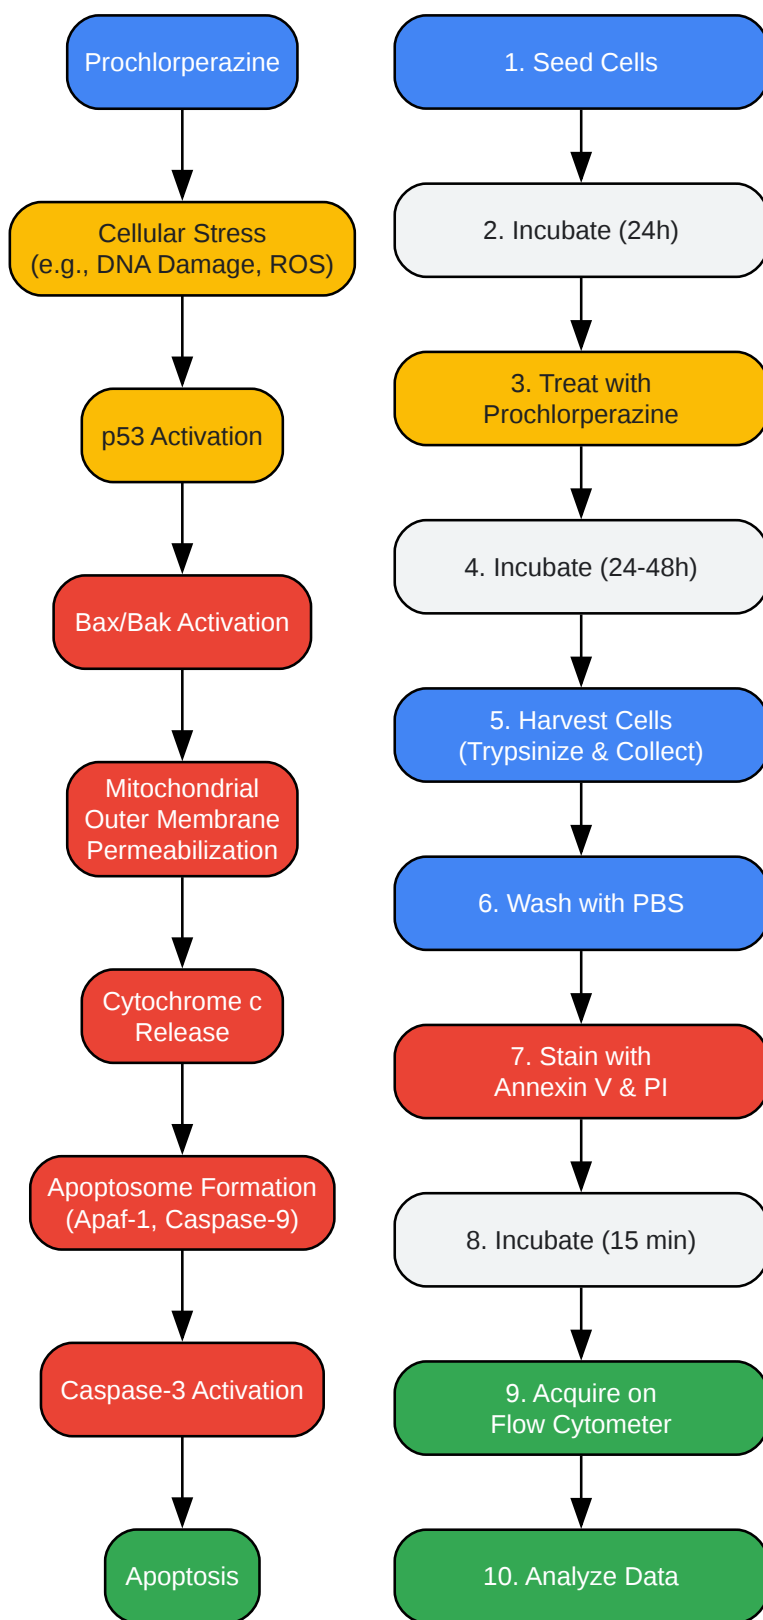 Prochlorperazine
Cellular Stress
(e.g., DNA Damage, ROS)
p53 Activation
Bax/Bak Activation
Mitochondrial
Outer Membrane
Permeabilization
Cytochrome c
Release
Apoptosome Formation
(Apaf-1, Caspase-9)
Caspase-3 Activation
Apoptosis
1. Seed Cells
2. Incubate (24h)
3. Treat with
Prochlorperazine
4. Incubate (24-48h)
5. Harvest Cells
(Trypsinize & Collect)
6. Wash with PBS
7. Stain with
Annexin V & PI
8. Incubate (15 min)
9. Acquire on
Flow Cytometer
10. Analyze Data